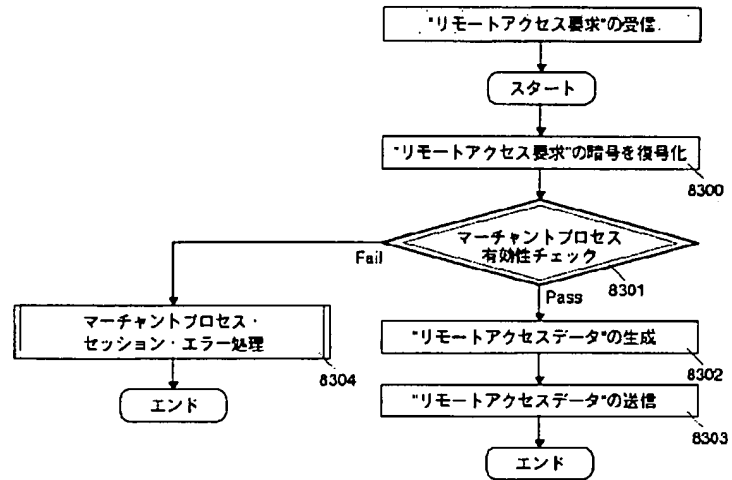 "リモートアクセス要求"の受信
スタート
"リモートアクセス要求"の暗号を復号化
8300
マーチャントプロセス
有効性チェック
8301
Fail
Pass
マーチャントプロセス・
セッション・エラー処理
8304
エンド
"リモートアクセスデータ"の生成
8302
"リモートアクセスデータ"の送信
8303
エンド